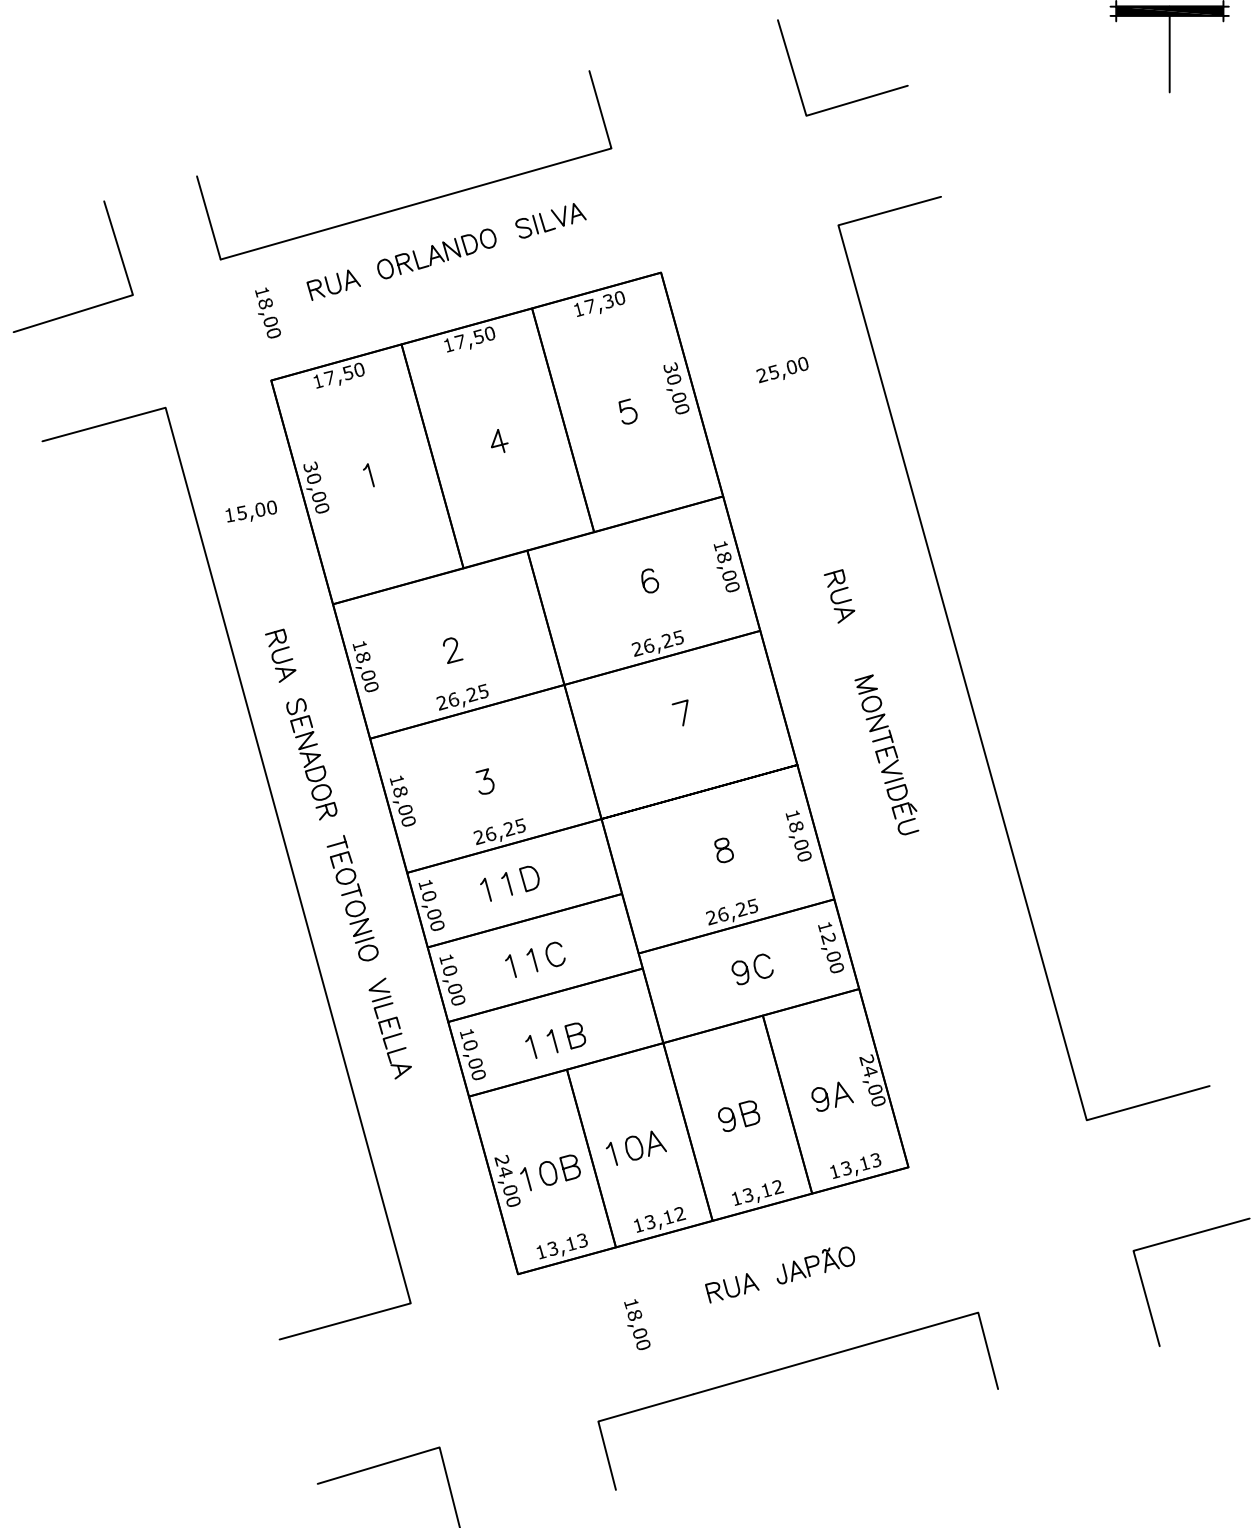 RUA ORLANDO SILVA
18,00
17,30
17,50
17,50
25,00
30,00
5
4
1
30,00
15,00
18,00
6
RUA MONTEVIDÉU
26,25
2
18,00
26,25
RUA SENADOR TEOTONIO VILELLA
7
3
18,00
26,25
18,00
8
11D
10,00
26,25
12,00
9C
11C
10,00
11B
10,00
24,00
9A
9B
10A
10B
24,00
13,13
13,12
13,12
13,13
RUA JAPÃO
18,00